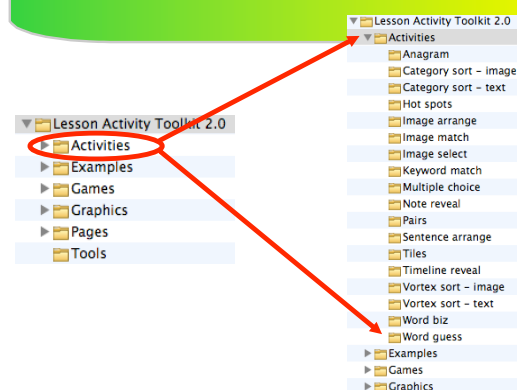 Lesson Activity Toolkit 2.0
Activities
Examples
Games
Graphics
Pages
Tools
Lesson Activity Toolkit 2.0
Activities
Anagram
Category sort - image
Category sort - text
Hot spots
Image arrange
Image match
Image select
Keyword match
Multiple choice
Note reveal
Pairs
Sentence arrange
Tiles
Timeline reveal
Vortex sort - image
Vortex sort - text
Word biz
Word guess
Examples
Games
Graphics